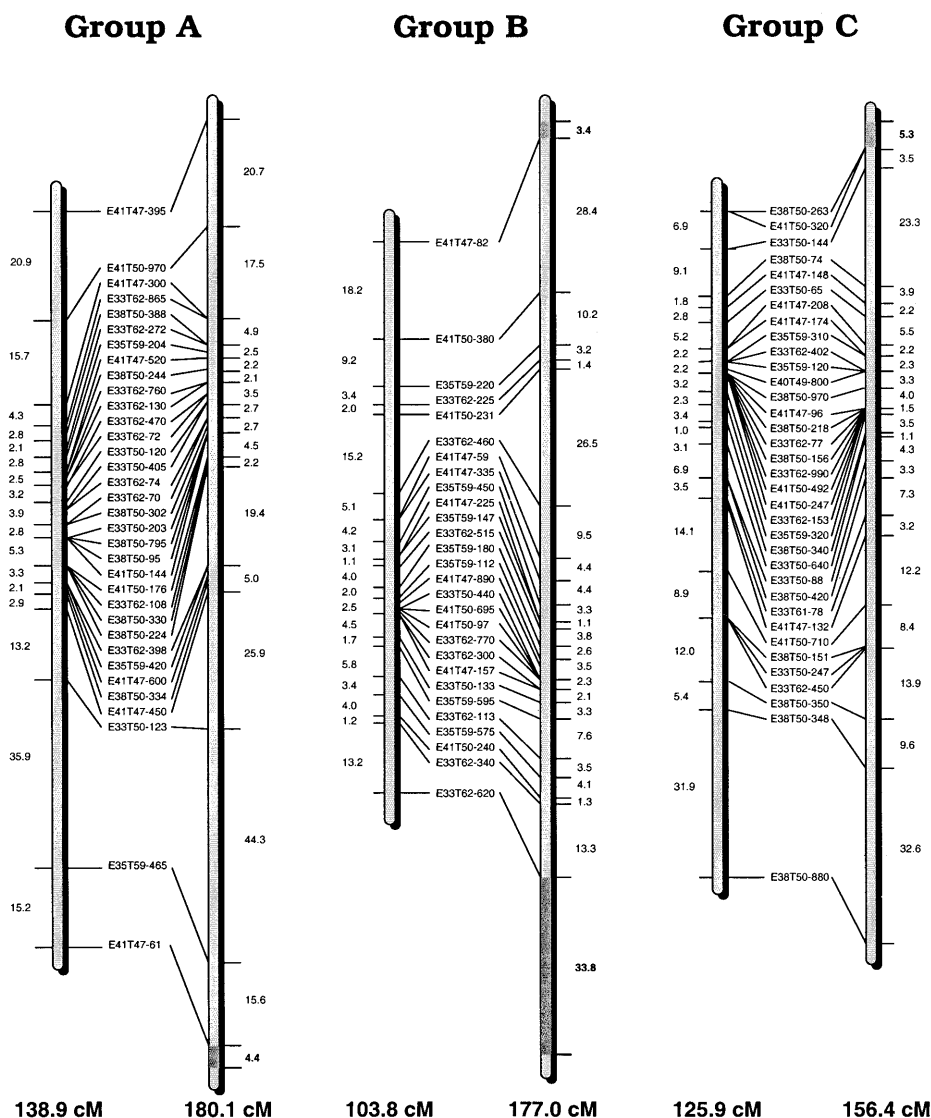 Group A
Group B
Group C
20.9
15.7
4.3
2.8
2.1
2.8
2.5
3.2
3.9
2.8
5.3
3.3
2.1
2.9
13.2
35.9
15.2
E41T47-395
E41T50-970
E41T47-300
E33T62-865
E38T50-388
E33T62-272
E35T59-204
E41T47-520
E38T50-244
E33T62-760
E33T62-130
E33T62-470
E33T62-72
E33T50-120
E33T50-405
E33T62-74
E33T62-70
E38T50-302
E33T50-203
E38T50-795
E38T50-95
E41T50-144
E41T50-176
E33T62-108
E38T50-330
E38T50-224
E33T62-398
E35T59-420
E41T47-600
E38T50-334
E41T47-450
E33T50-123
E35T59-465
E41T47-61
20.7
17.5
4.9
2.5
2.2
2.1
3.5
2.7
2.7
4.5
2.2
19.4
5.0
25.9
44.3
15.6
4.4
18.2
9.2
3.4
2.0
15.2
5.1
4.2
3.1
1.1
4.0
2.0
2.5
4.5
1.7
5.8
3.4
4.0
1.2
13.2
E41T47-82
E41T50-380
E35T59-220
E33T62-225
E41T50-231
E33T62-460
E41T47-59
E41T47-335
E35T59-450
E41T47-225
E35T59-147
E33T62-515
E35T59-180
E35T59-112
E41T47-890
E33T50-440
E41T50-695
E41T50-97
E33T62-770
E33T62-300
E41T47-157
E33T50-133
E35T59-595
E33T62-113
E35T59-575
E41T50-240
E33T62-340
E33T62-620
3.4
28.4
10.2
3.2
1.4
26.5
9.5
4.4
4.4
3.3
1.1
3.8
2.6
3.5
2.3
2.1
3.3
7.6
3.5
4.1
1.3
13.3
33.8
6.9
9.1
1.8
2.8
5.2
2.2
2.2
3.2
2.3
3.4
1.0
3.1
6.9
3.5
14.1
8.9
12.0
5.4
31.9
E38T50-263
E41T50-320
E33T50-144
E38T50-74
E41T47-148
E33T50-65
E41T47-208
E41T47-174
E35T59-310
E33T62-402
E35T59-120
E40T49-800
E38T50-970
E41T47-96
E38T50-218
E33T62-77
E38T50-156
E33T62-990
E41T50-492
E41T50-247
E33T62-153
E35T59-320
E38T50-340
E33T50-640
E33T50-88
E38T50-420
E33T61-78
E41T47-132
E41T50-710
E38T50-151
E33T50-247
E33T62-450
E38T50-350
E38T50-348
E38T50-880
5.3
3.5
23.3
3.9
2.2
5.5
2.2
2.3
3.3
4.0
1.5
3.5
1.1
4.3
3.3
7.3
3.2
12.2
8.4
13.9
9.6
32.6
138.9 cM
180.1 cM
103.8 cM
177.0 cM
125.9 cM
156.4 cM